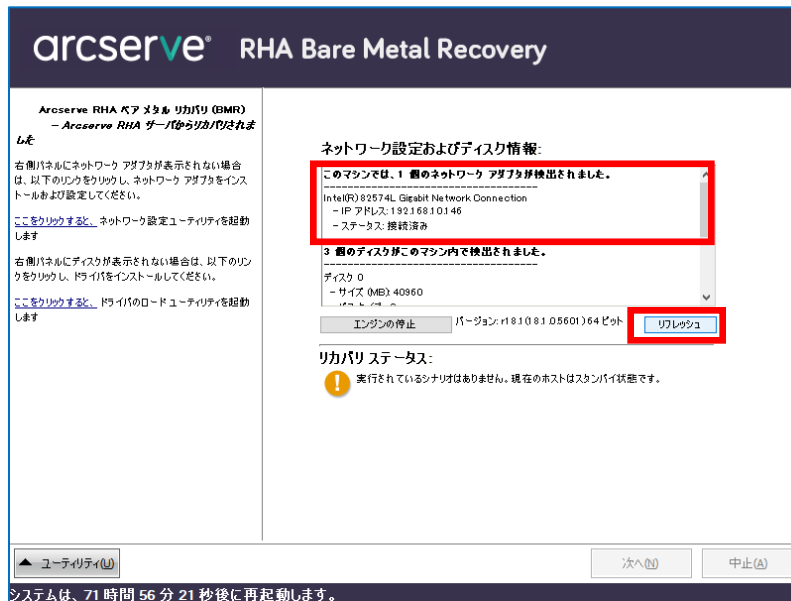 arcserve® RHA Bare Metal Recovery
Arcserve RHA ベア メタル リカバリ (BMR)
– Arcserve RHA サーバからリカバリされま
した
右側パネルにネットワーク アダプタが表示されない場合
は、以下のリンクをクリックし、ネットワーク アダプタをインス
トールおよび設定してください。
ここをクリックすると、 ネットワーク設定ユーティリティを起動
します
右側パネルにディスクが表示されない場合は、以下のリン
クをクリックし、ドライバをインストールしてください。
ここをクリックすると、 ドライバのロード ユーティリティを起動
します
ネットワーク設定およびディスク情報:
このマシンでは、1 個のネットワーク アダプタが検出されました。
--------------------------------------
Intel(R) 82574L Gigabit Network Connection
– IP アドレス: 192.168.10.146
– ステータス: 接続済み
3 個のディスクがこのマシン内で検出されました。
--------------------------------------
ディスク 0
– サイズ (MB): 40960
エンジンの停止 バージョン: r18.1 (18.1.0.5601) 64 ビット リフレッシュ
リカバリ ステータス:
実行されているシナリオはありません。現在のホストはスタンバイ状態です。
▲ ユーティリティ(U) 次へ(N) 中止(A)
システムは、71 時間 56 分 21 秒後に再起動します。